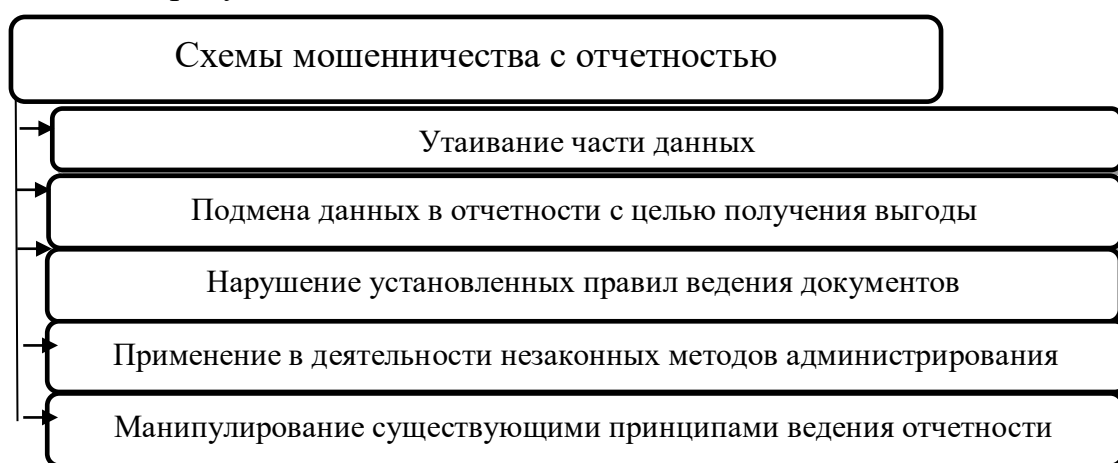 Схемы мошенничества с отчетностью
Утаивание части данных
Подмена данных в отчетности с целью получения выгоды
Нарушение установленных правил ведения документов
Применение в деятельности незаконных методов администрирования
Манипулирование существующими принципами ведения отчетности